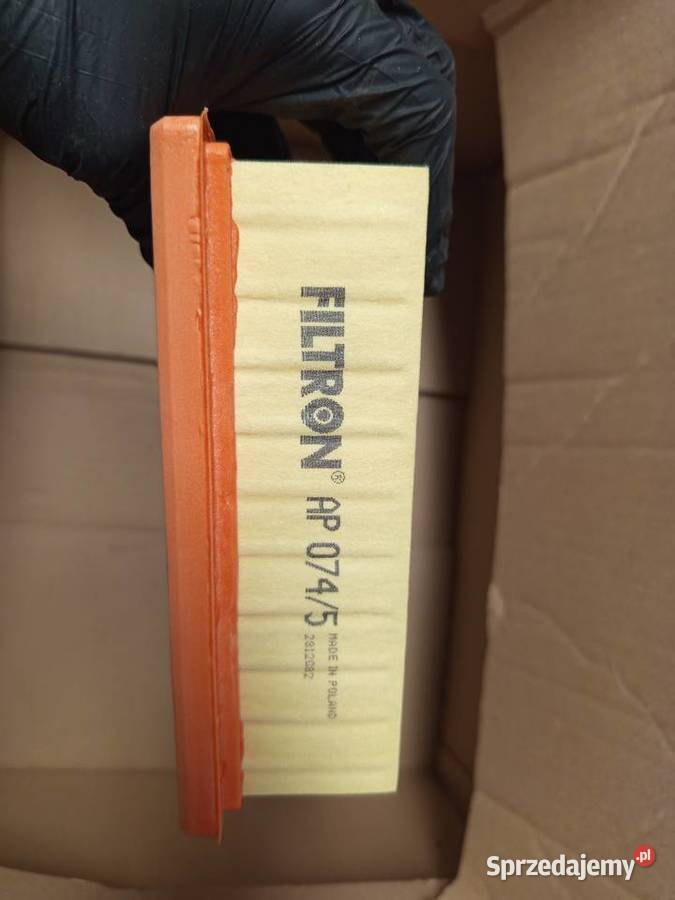 FILTRON® AP 074/5
MADE IN POLAND
2812082
Sprzedajemy.pl